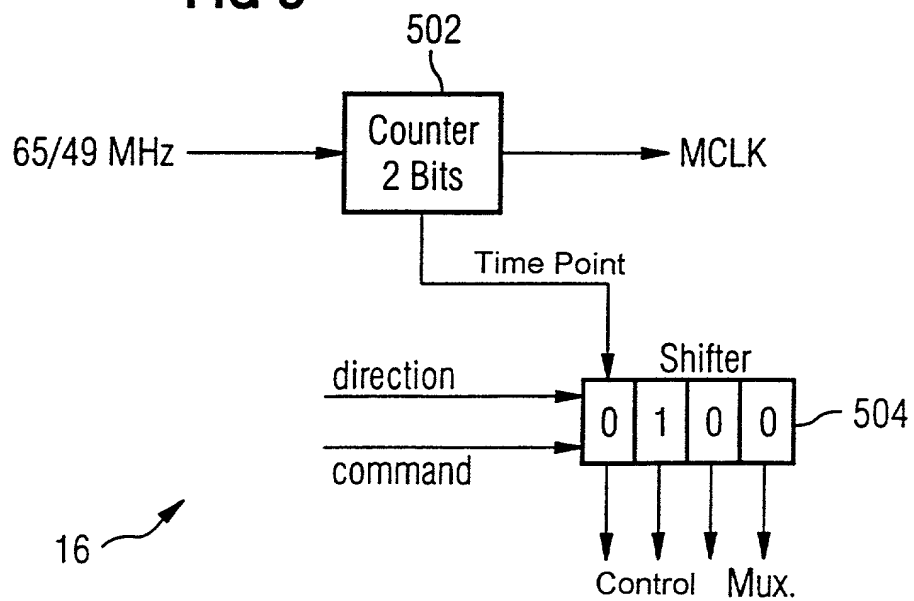 502
65/49 MHz
Counter
2 Bits
MCLK
Time Point
Shifter
direction
0 1 0 0
504
command
16
Control Mux.